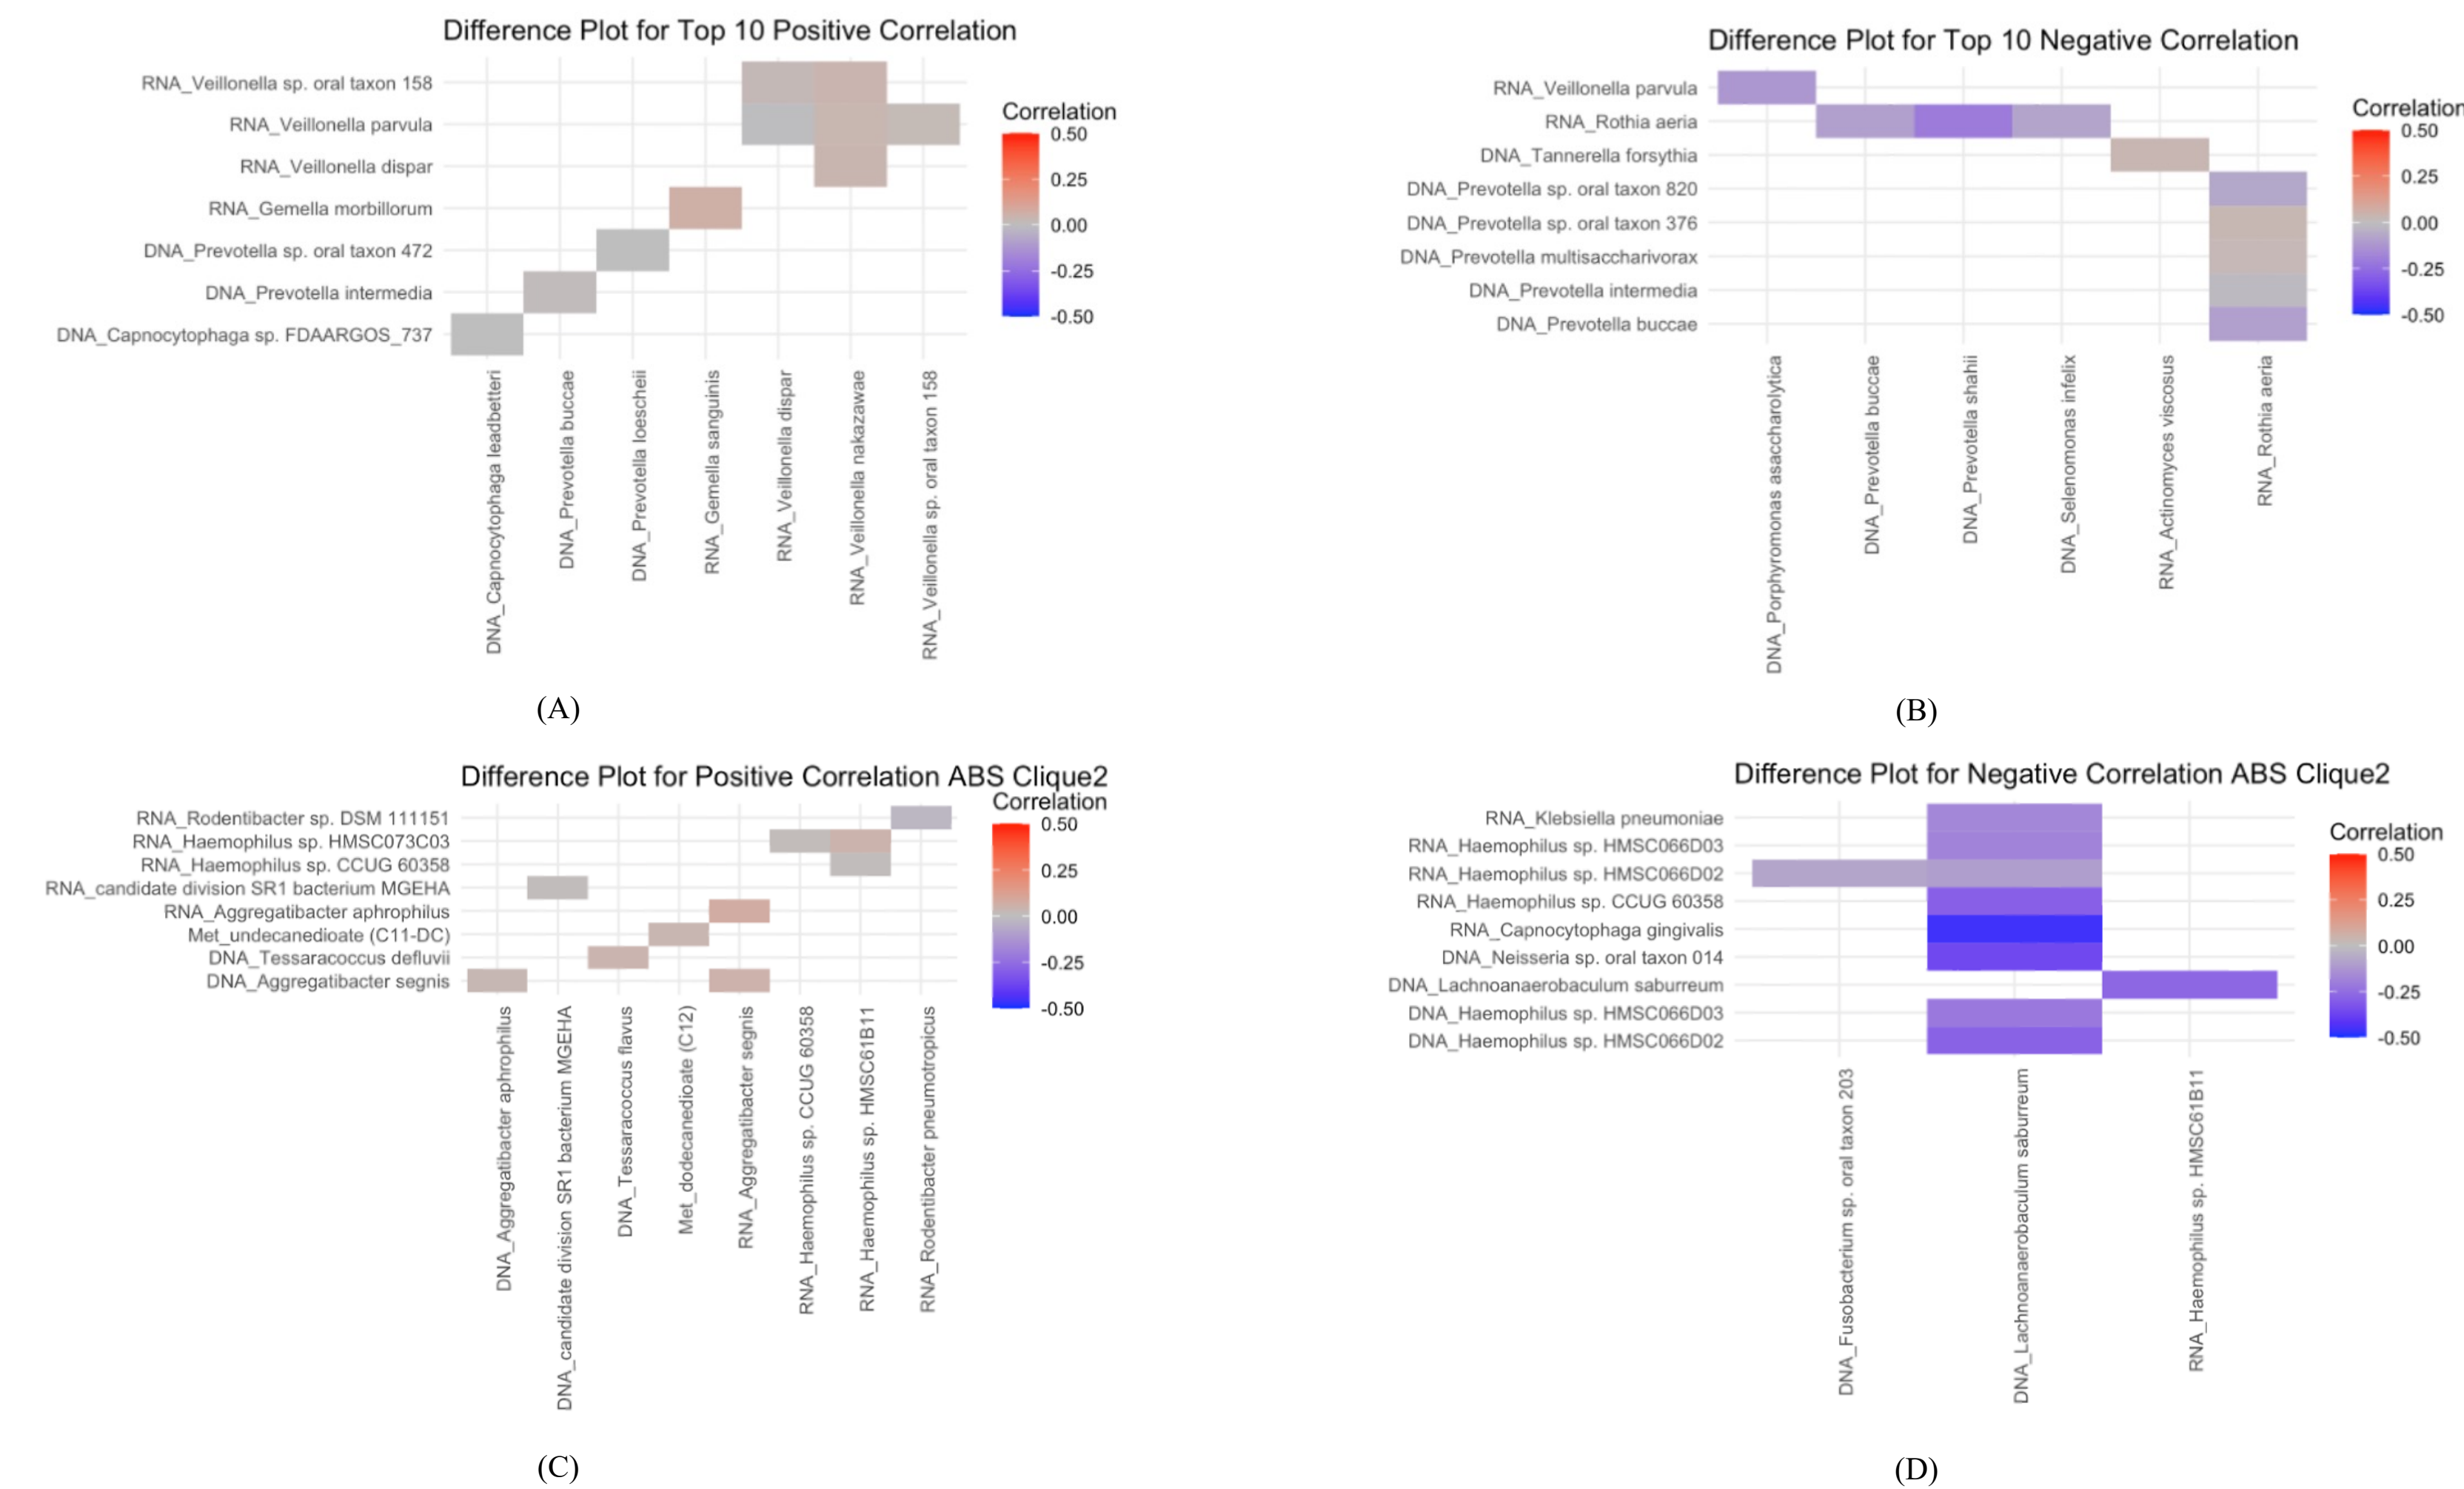 Difference Plot for Top 10 Positive Correlation
RNA_Veillonella sp. oral taxon 158
RNA_Veillonella parvula
RNA_Veillonella dispar
RNA_Gemella morbillorum
DNA_Prevotella sp. oral taxon 472
DNA_Prevotella intermedia
DNA_Capnocytophaga sp. FDAARGOS_737
DNA_Capnocytophaga leadbetteri
DNA_Prevotella buccae
DNA_Prevotella loescheii
RNA_Gemella sanguinis
RNA_Veillonella dispar
RNA_Veillonella nakazawae
RNA_Veillonella sp. oral taxon 158
Correlation
0.50
0.25
0.00
-0.25
-0.50
(A)
Difference Plot for Top 10 Negative Correlation
RNA_Veillonella parvula
RNA_Rothia aeria
DNA_Tannerella forsythia
DNA_Prevotella sp. oral taxon 820
DNA_Prevotella sp. oral taxon 376
DNA_Prevotella multisaccharivorax
DNA_Prevotella intermedia
DNA_Prevotella buccae
DNA_Porphyromonas asaccharolytica
DNA_Prevotella buccae
DNA_Prevotella shahii
DNA_Selenomonas infelix
RNA_Actinomyces viscosus
RNA_Rothia aeria
Correlation
0.50
0.25
0.00
-0.25
-0.50
(B)
Difference Plot for Positive Correlation ABS Clique2
RNA_Rodentibacter sp. DSM 111151
RNA_Haemophilus sp. HMSC073C03
RNA_Haemophilus sp. CCUG 60358
RNA_candidate division SR1 bacterium MGEHA
RNA_Aggregatibacter aphrophilus
Met_undecanedioate (C11-DC)
DNA_Tessaracoccus defluvii
DNA_Aggregatibacter segnis
DNA_Aggregatibacter aphrophilus
DNA_candidate division SR1 bacterium MGEHA
DNA_Tessaracoccus flavus
Met_dodecanedioate (C12)
RNA_Aggregatibacter segnis
RNA_Haemophilus sp. CCUG 60358
RNA_Haemophilus sp. HMSC61B11
RNA_Rodentibacter pneumotropicus
Correlation
0.50
0.25
0.00
-0.25
-0.50
(C)
Difference Plot for Negative Correlation ABS Clique2
RNA_Klebsiella pneumoniae
RNA_Haemophilus sp. HMSC066D03
RNA_Haemophilus sp. HMSC066D02
RNA_Haemophilus sp. CCUG 60358
RNA_Capnocytophaga gingivalis
DNA_Neisseria sp. oral taxon 014
DNA_Lachnoanaerobaculum saburreum
DNA_Haemophilus sp. HMSC066D03
DNA_Haemophilus sp. HMSC066D02
DNA_Fusobacterium sp. oral taxon 203
DNA_Lachnoanaerobaculum saburreum
RNA_Haemophilus sp. HMSC61B11
Correlation
0.50
0.25
0.00
-0.25
-0.50
(D)